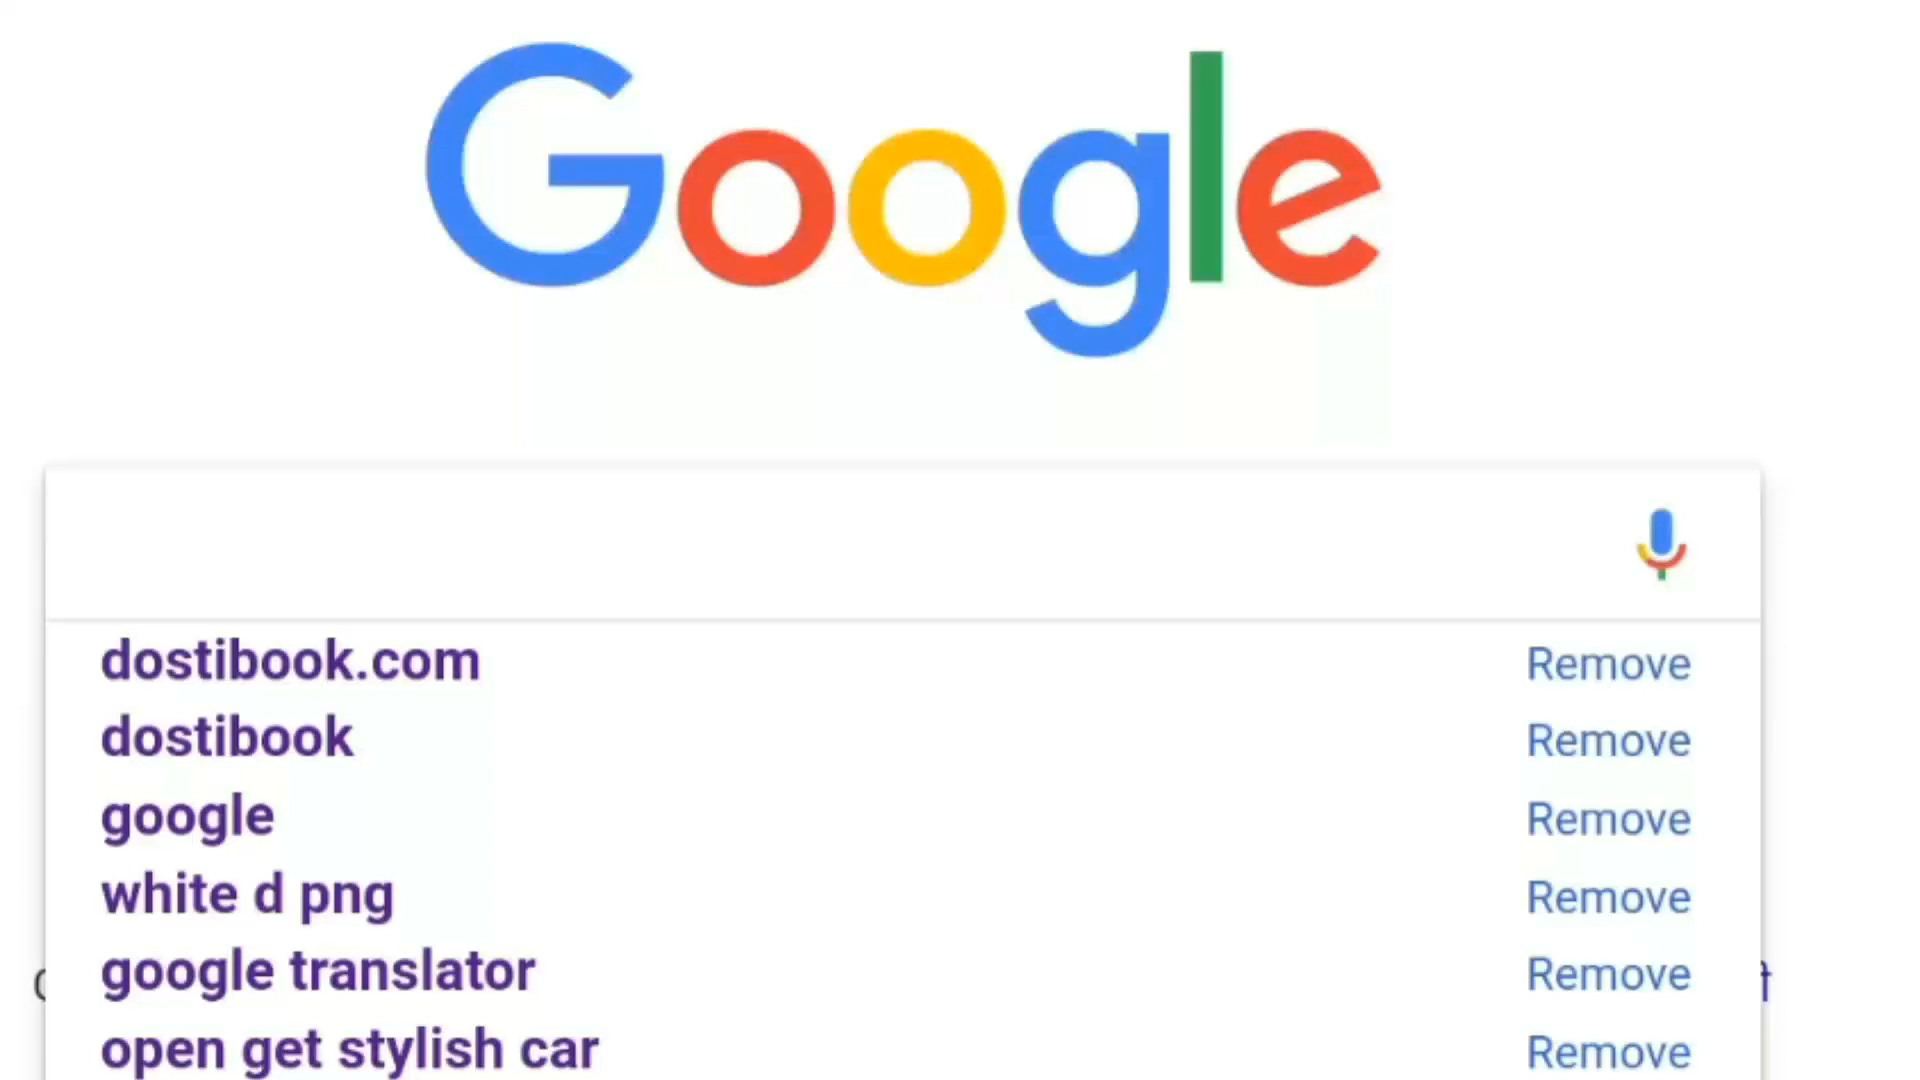 Google
dostibook.com Remove
dostibook Remove
google Remove
white d png Remove
google translator Remove
open get stylish car Remove